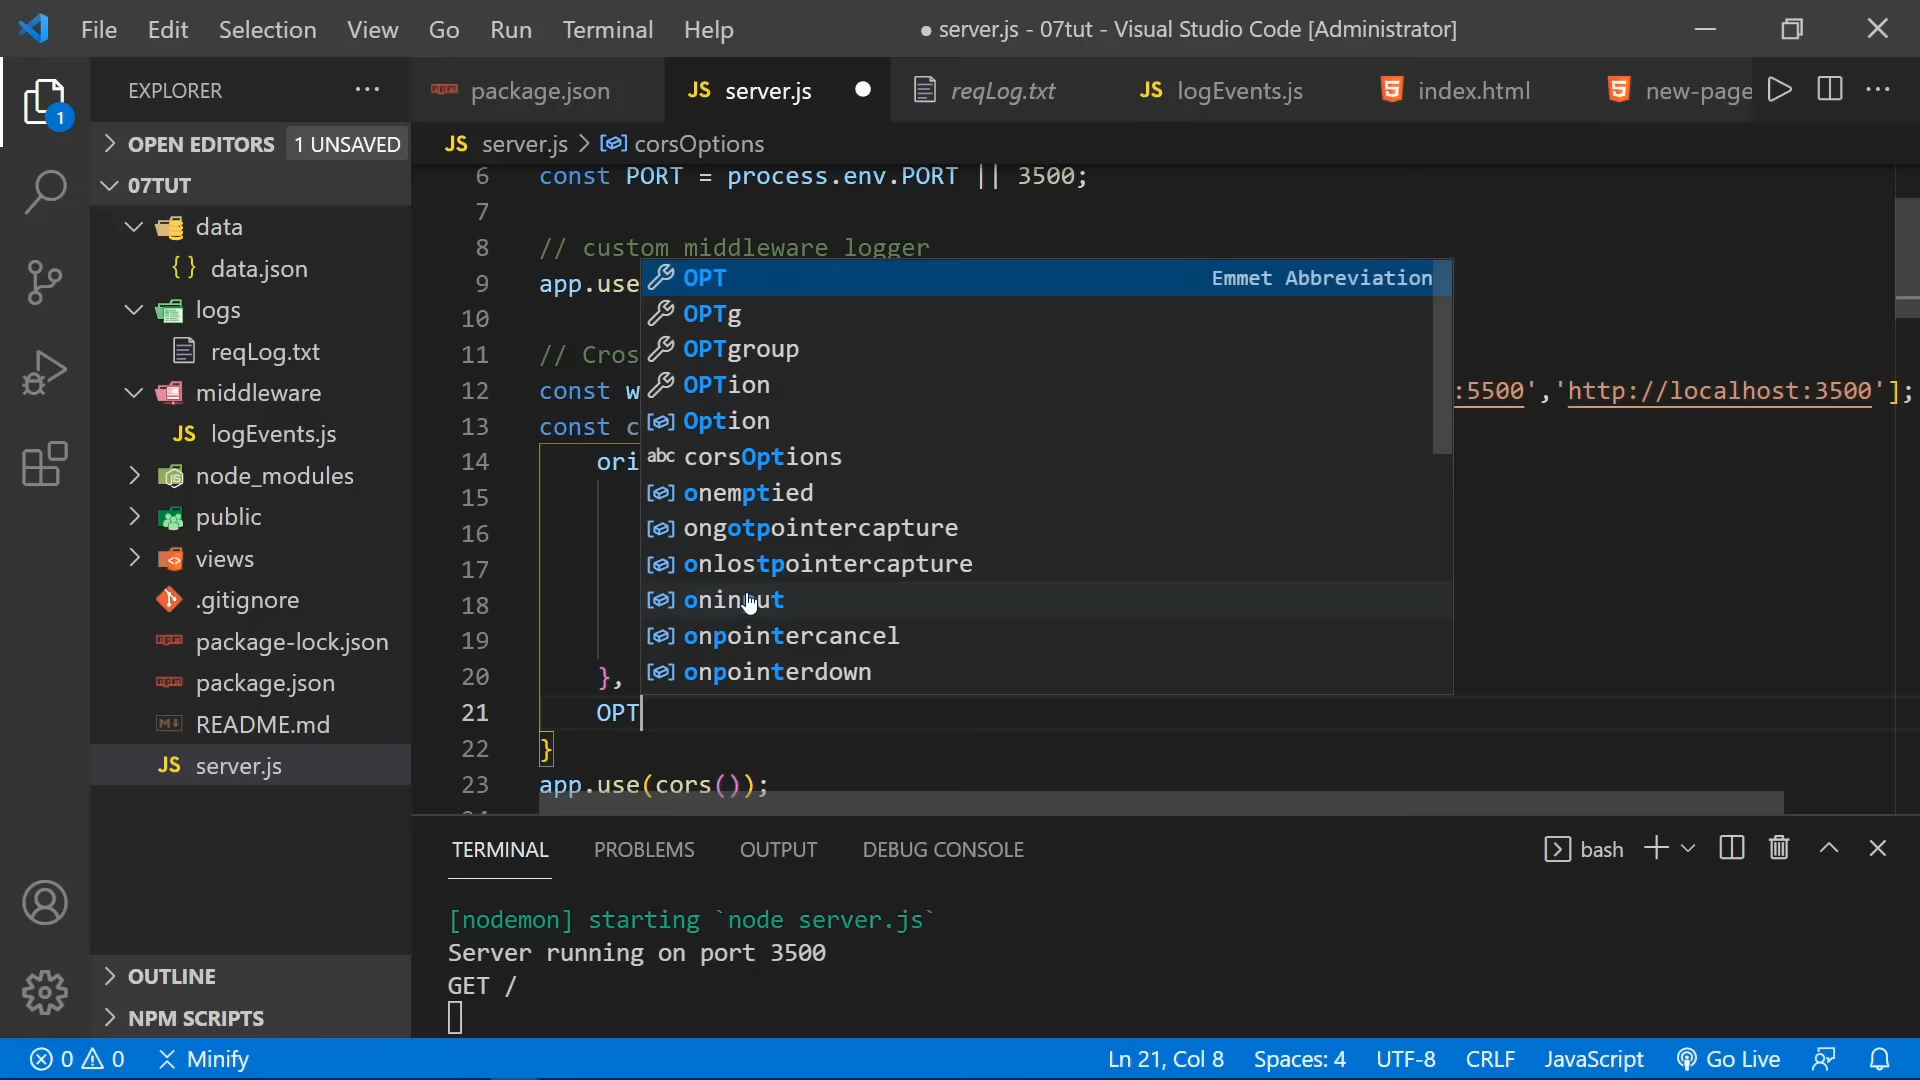 File Edit Selection View Go Run Terminal Help
● server.js - 07tut - Visual Studio Code [Administrator]
EXPLORER
package.json
JS server.js
reqLog.txt
JS logEvents.js
index.html
new-page
1
OPEN EDITORS 1 UNSAVED
07TUT
data
{ } data.json
logs
reqLog.txt
middleware
JS logEvents.js
node_modules
public
views
.gitignore
package-lock.json
package.json
README.md
JS server.js
OUTLINE
NPM SCRIPTS
JS server.js > corsOptions
6 const PORT = process.env.PORT || 3500;
7
8 // custom middleware logger
9 app.use
10
11 // Cros
12 const w :5500','http://localhost:3500'];
13 const c
14 ori
15
16
17
18
19
20 },
21 OPT
22 }
23 app.use(cors());
OPT Emmet Abbreviation
OPTg
OPTgroup
OPTion
Option
abc corsOptions
onemptied
ongotpointercapture
onlostpointercapture
oninput
onpointercancel
onpointerdown
TERMINAL PROBLEMS OUTPUT DEBUG CONSOLE
bash
[nodemon] starting `node server.js`
Server running on port 3500
GET /
0 0 Minify
Ln 21, Col 8 Spaces: 4 UTF-8 CRLF JavaScript Go Live